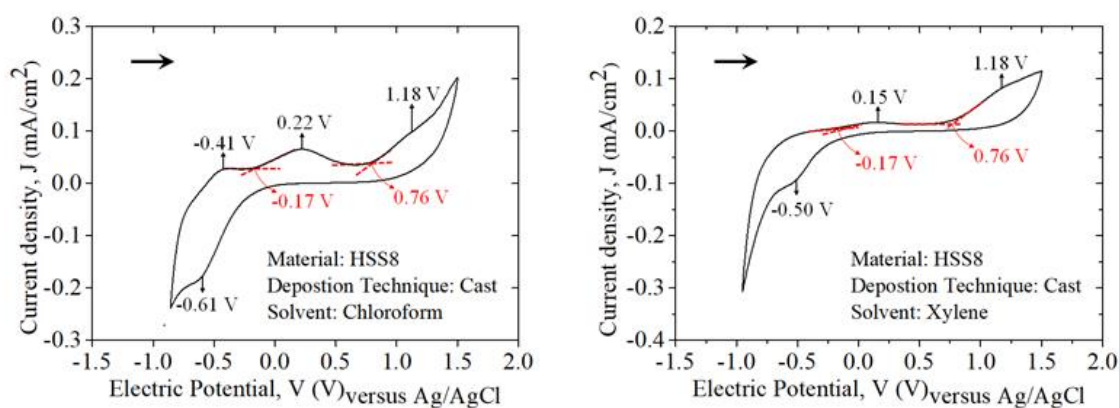 0.3
0.2
0.1
0.0
-0.1
-0.2
-0.3
Current density, J (mA/cm2)
-0.41 V
0.22 V
1.18 V
-0.17 V
0.76 V
-0.61 V
Material: HSS8
Depostion Technique: Cast
Solvent: Chloroform
-1.5 -1.0 -0.5 0.0 0.5 1.0 1.5 2.0
Electric Potential, V (V)versus Ag/AgCl
0.2
0.1
0.0
-0.1
-0.2
-0.3
-0.4
Current density, J (mA/cm2)
0.15 V
1.18 V
-0.17 V
0.76 V
-0.50 V
Material: HSS8
Depostion Technique: Cast
Solvent: Xylene
-1.5 -1.0 -0.5 0.0 0.5 1.0 1.5 2.0
Electric Potential, V (V)versus Ag/AgCl